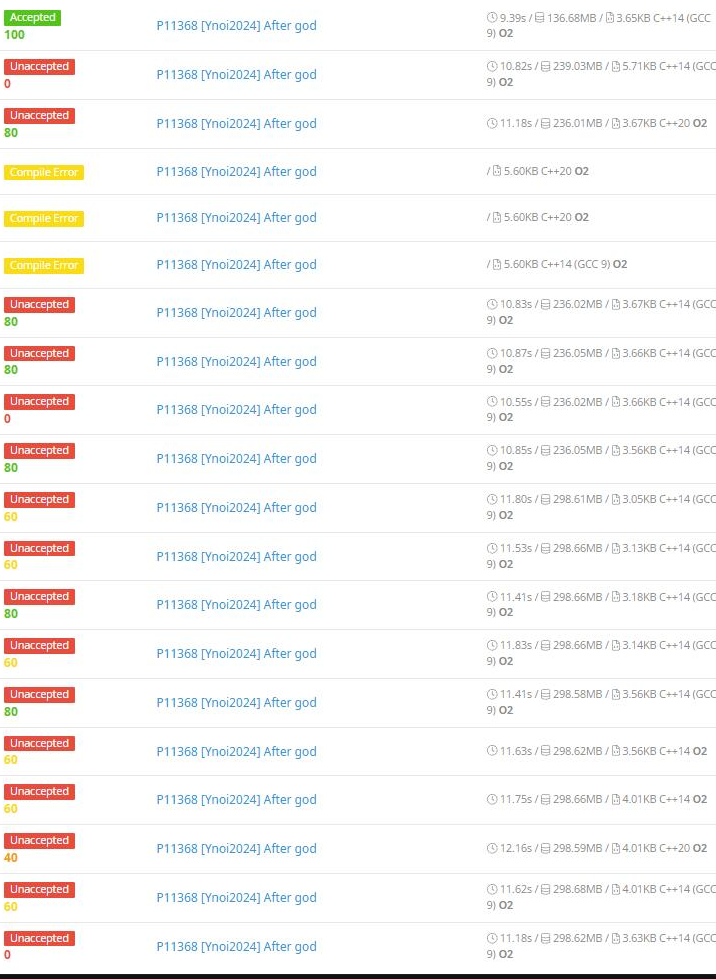 Accepted
100
P11368 [Ynoi2024] After god
9.39s / 136.68MB / 3.65KB C++14 (GCC
9) O2
Unaccepted
0
P11368 [Ynoi2024] After god
10.82s / 239.03MB / 5.71KB C++14 (GCC
9) O2
Unaccepted
80
P11368 [Ynoi2024] After god
11.18s / 236.01MB / 3.67KB C++20 O2
Compile Error
P11368 [Ynoi2024] After god
/ 5.60KB C++20 O2
Compile Error
P11368 [Ynoi2024] After god
/ 5.60KB C++20 O2
Compile Error
P11368 [Ynoi2024] After god
/ 5.60KB C++14 (GCC 9) O2
Unaccepted
80
P11368 [Ynoi2024] After god
10.83s / 236.02MB / 3.67KB C++14 (GCC
9) O2
Unaccepted
80
P11368 [Ynoi2024] After god
10.87s / 236.05MB / 3.66KB C++14 (GCC
9) O2
Unaccepted
0
P11368 [Ynoi2024] After god
10.55s / 236.02MB / 3.66KB C++14 (GCC
9) O2
Unaccepted
80
P11368 [Ynoi2024] After god
10.85s / 236.05MB / 3.56KB C++14 (GCC
9) O2
Unaccepted
60
P11368 [Ynoi2024] After god
11.80s / 298.61MB / 3.05KB C++14 (GCC
9) O2
Unaccepted
60
P11368 [Ynoi2024] After god
11.53s / 298.66MB / 3.13KB C++14 (GCC
9) O2
Unaccepted
80
P11368 [Ynoi2024] After god
11.41s / 298.66MB / 3.18KB C++14 (GCC
9) O2
Unaccepted
60
P11368 [Ynoi2024] After god
11.83s / 298.66MB / 3.14KB C++14 (GCC
9) O2
Unaccepted
80
P11368 [Ynoi2024] After god
11.41s / 298.58MB / 3.56KB C++14 (GCC
9) O2
Unaccepted
60
P11368 [Ynoi2024] After god
11.63s / 298.62MB / 3.56KB C++14 O2
Unaccepted
60
P11368 [Ynoi2024] After god
11.75s / 298.66MB / 4.01KB C++14 O2
Unaccepted
40
P11368 [Ynoi2024] After god
12.16s / 298.59MB / 4.01KB C++20 O2
Unaccepted
60
P11368 [Ynoi2024] After god
11.62s / 298.68MB / 4.01KB C++14 (GCC
9) O2
Unaccepted
0
P11368 [Ynoi2024] After god
11.18s / 298.62MB / 3.63KB C++14 (GCC
9) O2